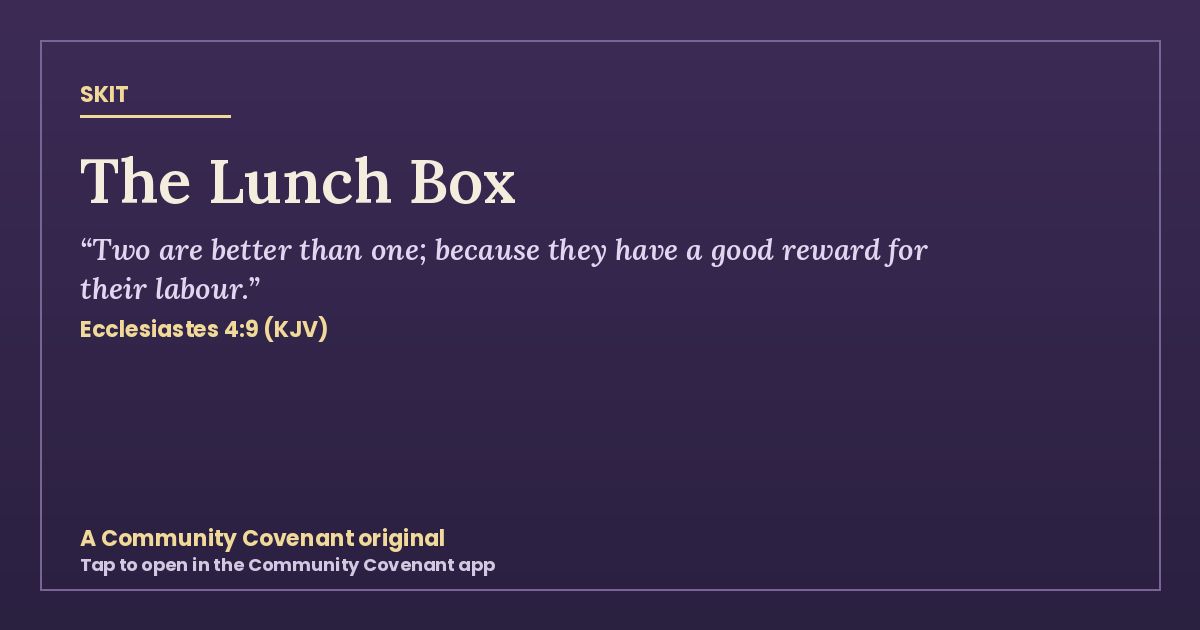 SKIT
The Lunch Box
“Two are better than one; because they have a good reward for
their labour.”
Ecclesiastes 4:9 (KJV)
A Community Covenant original
Tap to open in the Community Covenant app